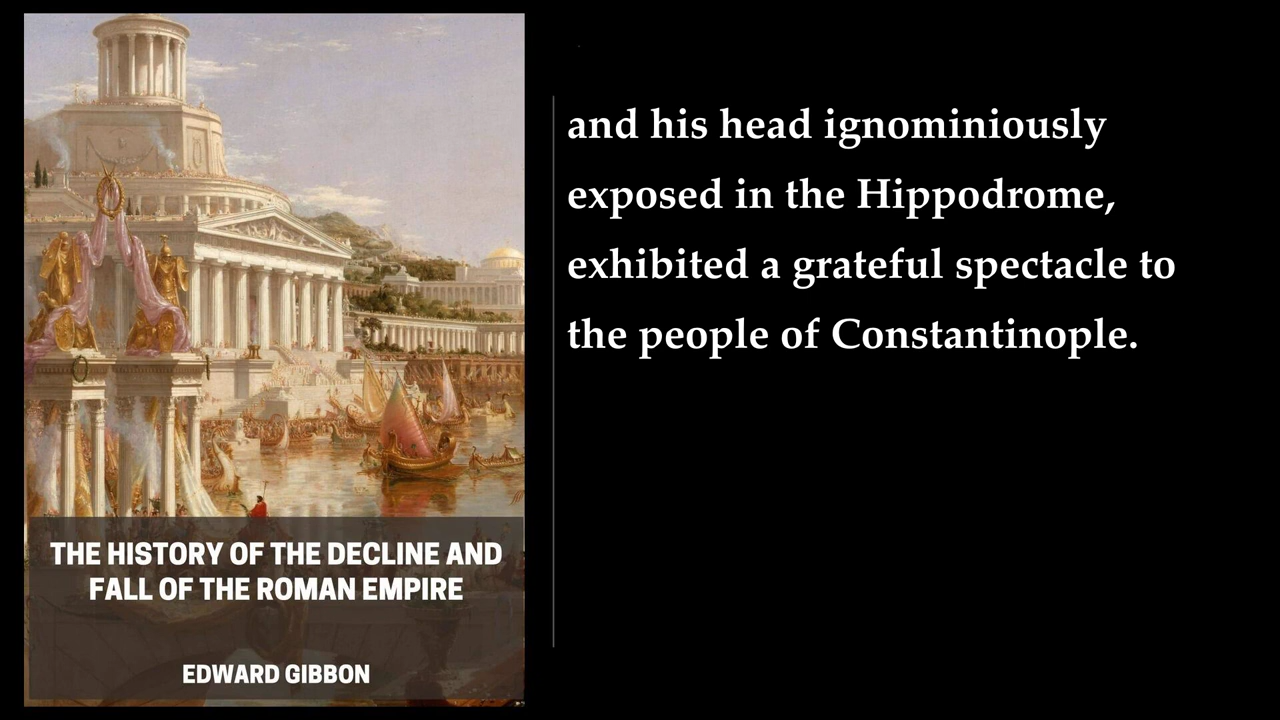 and his head ignominiously
exposed in the Hippodrome,
exhibited a grateful spectacle to
the people of Constantinople.
THE HISTORY OF THE DECLINE AND
FALL OF THE ROMAN EMPIRE
EDWARD GIBBON